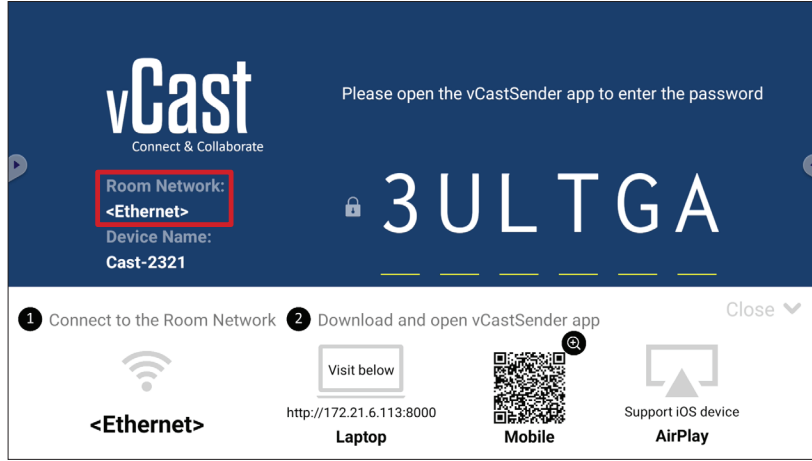 vCast
Connect & Collaborate
Please open the vCastSender app to enter the password
Room Network:
<Ethernet>
Device Name:
Cast-2321
3ULTGA
1 Connect to the Room Network
2 Download and open vCastSender app
Close
<Ethernet>
Visit below
http://172.21.6.113:8000
Laptop
Mobile
Support iOS device
AirPlay